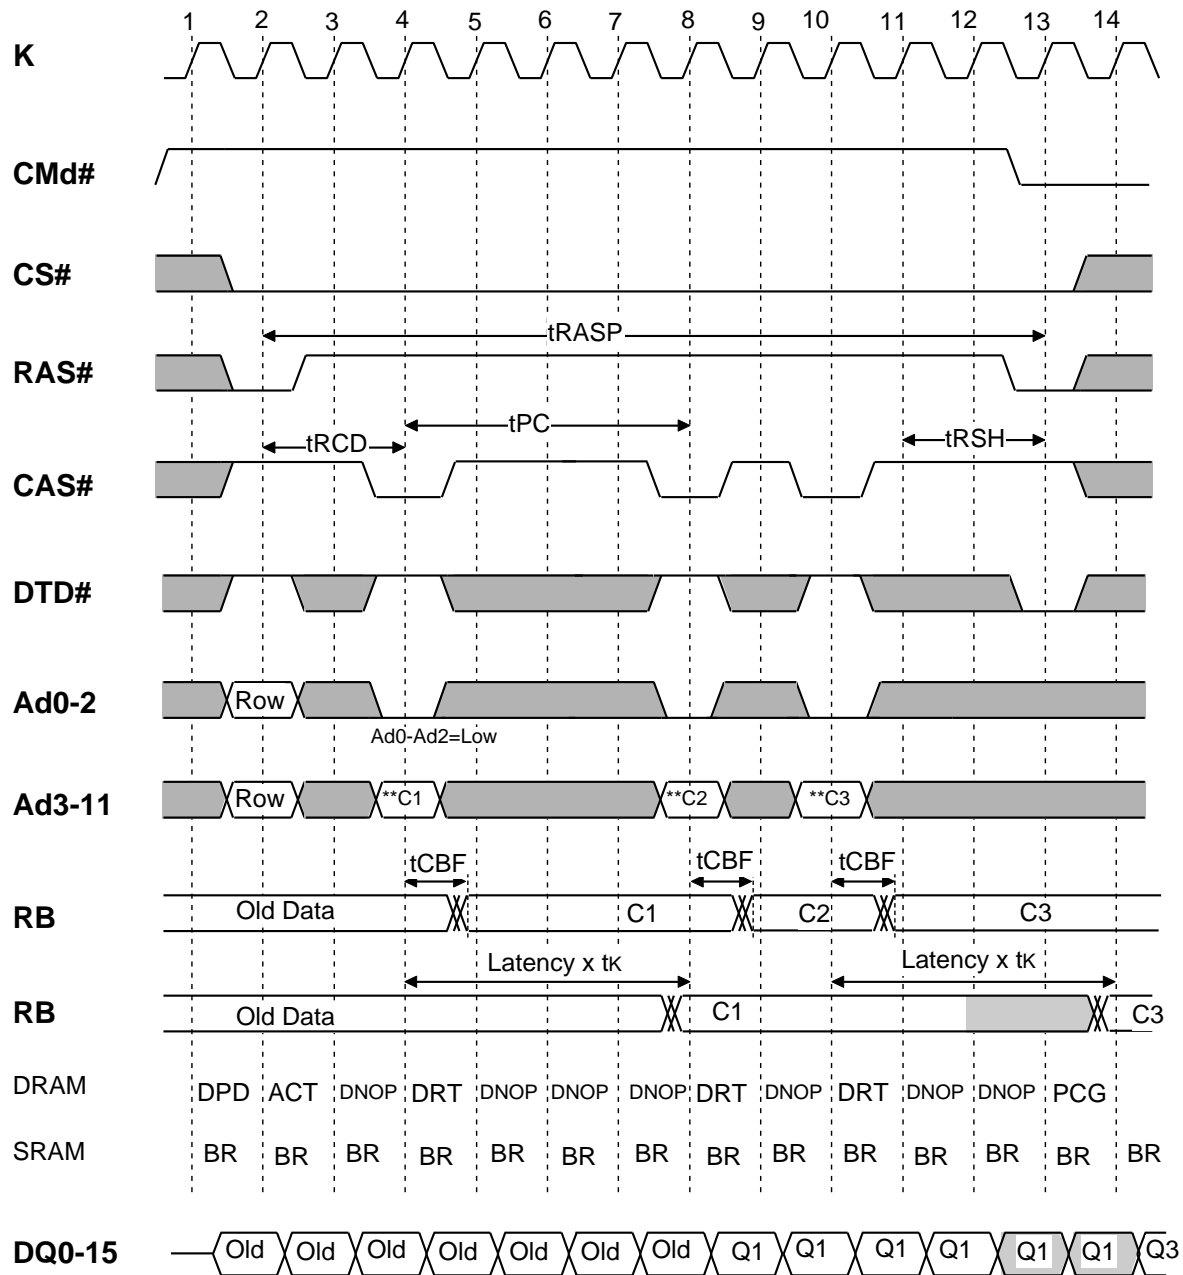 1 2 3 4 5 6 7 8 9 10 11 12 13 14
K
CMd#
CS#
tRASP
RAS#
tPC
tRCD tRSH
CAS#
DTD#
Ad0-2 Row
Ad0-Ad2=Low
Ad3-11 Row **C1 **C2 **C3
tCBF tCBF tCBF
RB Old Data C1 C2 C3
Latency x tK Latency x tK
RB Old Data C1 C3
DRAM DPD ACT DNOP DRT DNOP DNOP DNOP DRT DNOP DRT DNOP DNOP PCG
SRAM BR BR BR BR BR BR BR BR BR BR BR BR BR BR
DQ0-15 Old Old Old Old Old Old Old Q1 Q1 Q1 Q1 Q1 Q1 Q3